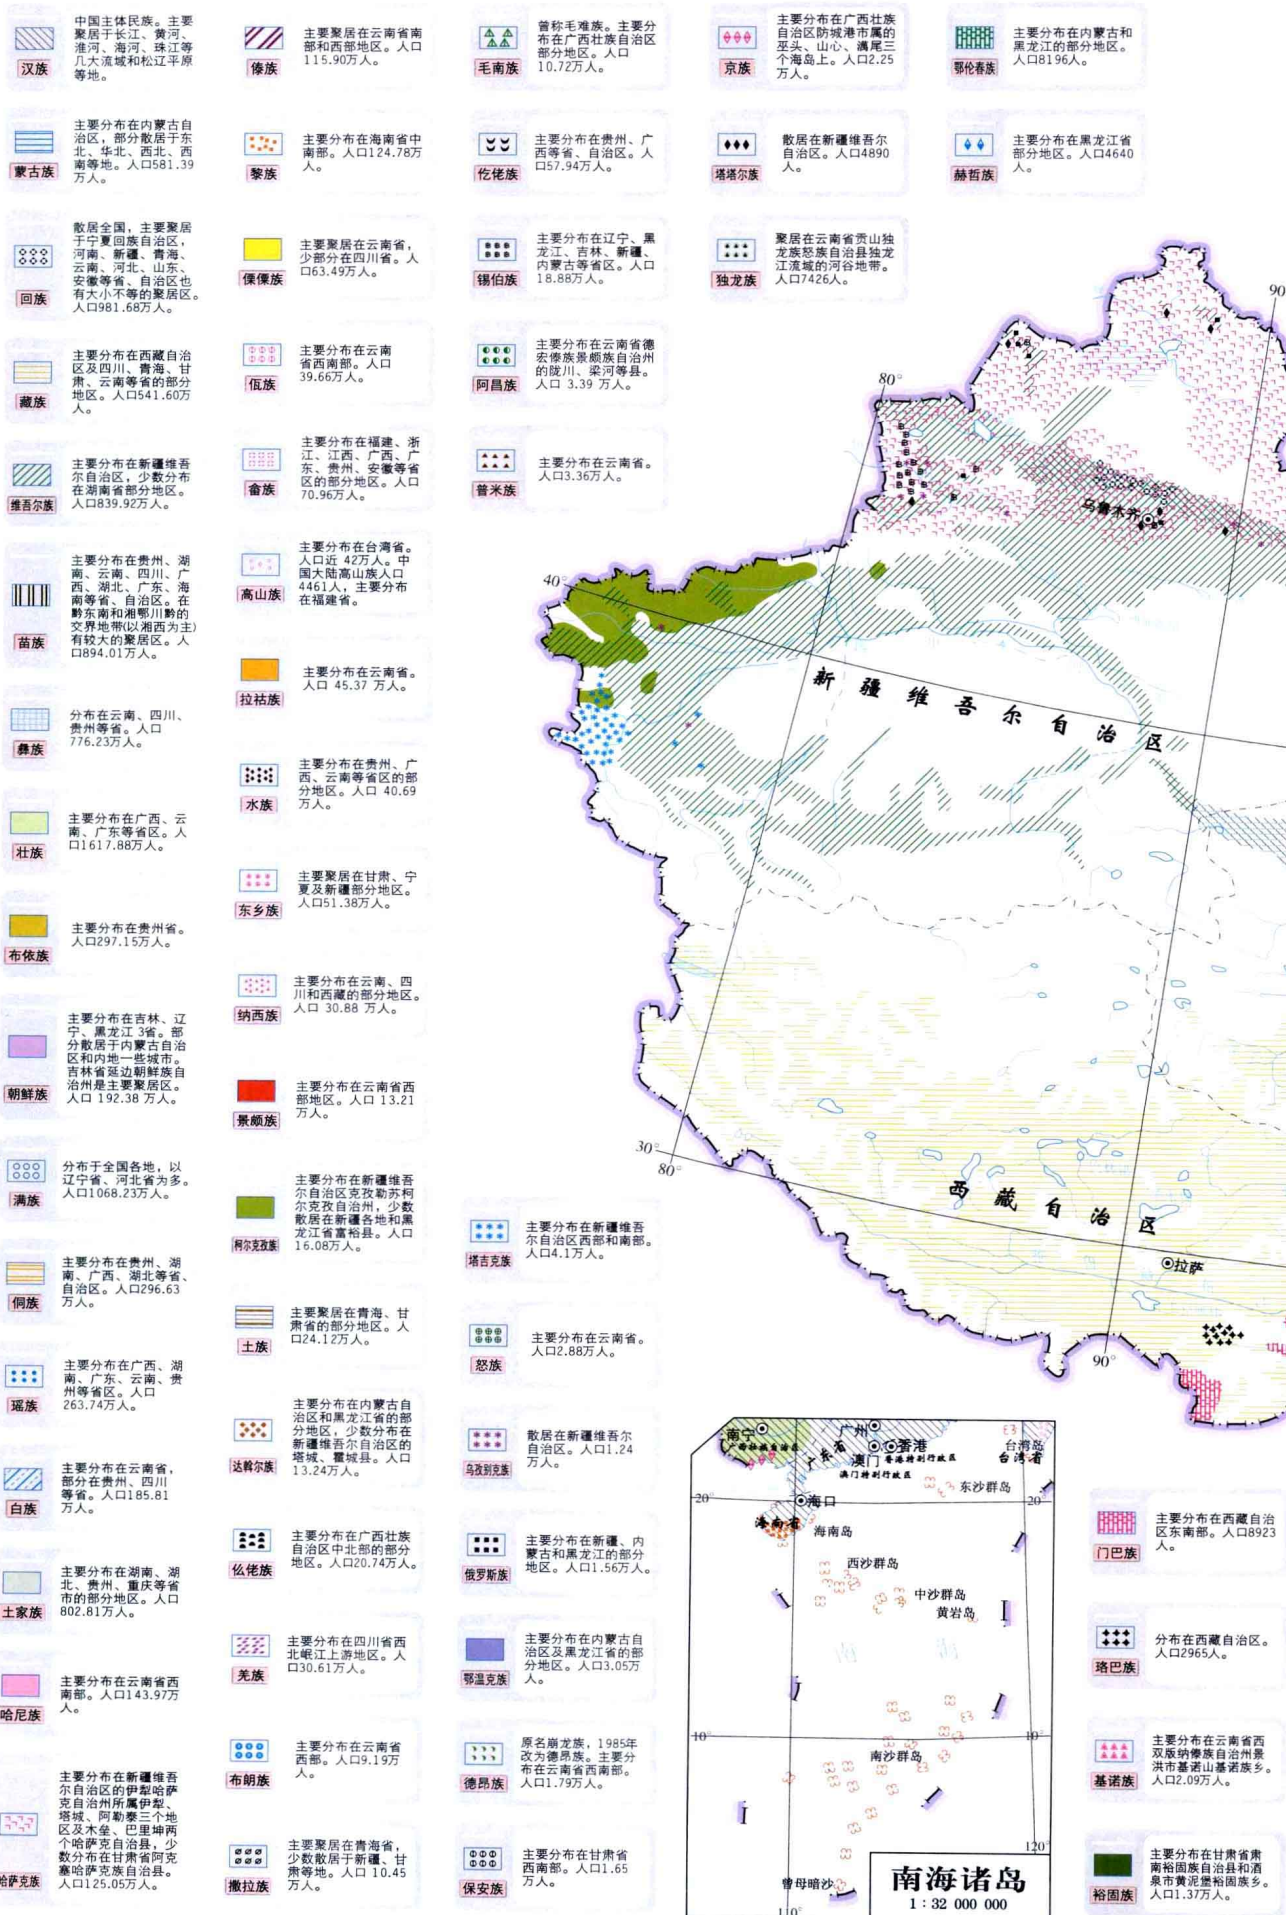 汉族
中国主体民族。主要
聚居于长江、黄河、
淮河、海河、珠江等
几大流域和松辽平原
等地。
蒙古族
主要分布在内蒙古自
治区，部分散居于东
北、华北、西北、西
南等地。人口581.39
万人。
回族
散居全国，主要聚居
于宁夏回族自治区，
河南、新疆、青海、
云南、河北、山东、
安徽等省、自治区也
有大小不等的聚居区。
人口981.68万人。
藏族
主要分布在西藏自治
区及四川、青海、甘
肃、云南等省的部分
地区。人口541.60万
人。
维吾尔族
主要分布在新疆维吾
尔自治区，少数分布
在湖南省部分地区。
人口839.92万人。
苗族
主要分布在贵州、湖
南、云南、四川、广
西、湖北、广东、海
南等省、自治区。在
黔东南和湘鄂川黔的
交界地带(以湘西为主)
有较大的聚居区。人
口894.01万人。
彝族
分布在云南、四川、
贵州等省。人口
776.23万人。
壮族
主要分布在广西、云
南、广东等省区。人
口1617.88万人。
布依族
主要分布在贵州省。
人口297.15万人。
朝鲜族
主要分布在吉林、辽
宁、黑龙江 3省。部
分散居于内蒙古自治
区和内地一些城市。
吉林省延边朝鲜族自
治州是主要聚居区。
人口 192.38 万人。
满族
分布于全国各地，以
辽宁省、河北省为多。
人口1068.23万人。
侗族
主要分布在贵州、湖
南、广西、湖北等省、
自治区。人口296.63
万人。
瑶族
主要分布在广西、湖
南、广东、云南、贵
州等省区。人口
263.74万人。
白族
主要分布在云南省，
部分在贵州、四川
等省。人口185.81
万人。
土家族
主要分布在湖南、湖
北、贵州、重庆等省
市的部分地区。人口
802.81万人。
哈尼族
主要分布在云南省西
南部。人口143.97万
人。
哈萨克族
主要分布在新疆维吾
尔自治区的伊犁哈萨
克自治州所属伊犁、
塔城、阿勒泰三个地
区及木垒、巴里坤两
个哈萨克自治县，少
数分布在甘肃省阿克
塞哈萨克族自治县。
人口125.05万人。
傣族
主要聚居在云南省南
部和西部地区。人口
115.90万人。
黎族
主要分布在海南省中
南部。人口124.78万
人。
傈僳族
主要聚居在云南省，
少部分在四川省。人
口63.49万人。
佤族
主要分布在云南
省西南部。人口
39.66万人。
畲族
主要分布在福建、浙
江、江西、广西、广
东、贵州、安徽等省
区的部分地区。人口
70.96万人。
高山族
主要分布在台湾省。
人口近 42万人。中
国大陆高山族人口
4461人，主要分布
在福建省。
拉祜族
主要分布在云南省。
人口 45.37 万人。
水族
主要分布在贵州、广
西、云南等省区的部
分地区。人口 40.69
万人。
东乡族
主要聚居在甘肃、宁
夏及新疆部分地区。
人口51.38万人。
纳西族
主要分布在云南、四
川和西藏的部分地区。
人口 30.88 万人。
景颇族
主要分布在云南省西
部地区。人口 13.21
万人。
柯尔克孜族
主要分布在新疆维吾
尔自治区克孜勒苏柯
尔克孜自治州，少数
散居在新疆各地和黑
龙江省富裕县。人口
16.08万人。
土族
主要聚居在青海、甘
肃省的部分地区。人
口24.12万人。
达斡尔族
主要分布在内蒙古自
治区和黑龙江省的部
分地区，少数分布在
新疆维吾尔自治区的
塔城、霍城县。人口
13.24万人。
仫佬族
主要分布在广西壮族
自治区中北部的部分
地区。人口20.74万人。
羌族
主要分布在四川省西
北岷江上游地区。人
口30.61万人。
布朗族
主要分布在云南省
西部。人口9.19万
人。
撒拉族
主要聚居在青海省，
少数散居于新疆、甘
肃等地。人口 10.45
万人。
毛南族
曾称毛难族。主要分
布在广西壮族自治区
部分地区。人口
10.72万人。
仡佬族
主要分布在贵州、广
西等省、自治区。人
口57.94万人。
锡伯族
主要分布在辽宁、黑
龙江、吉林、新疆、
内蒙古等省区。人口
18.88万人。
阿昌族
主要分布在云南省德
宏傣族景颇族自治州
的陇川、梁河等县。
人口 3.39 万人。
普米族
主要分布在云南省。
人口3.36万人。
塔吉克族
主要分布在新疆维吾
尔自治区西部和南部。
人口4.1万人。
怒族
主要分布在云南省。
人口2.88万人。
乌孜别克族
散居在新疆维吾尔
自治区。人口1.24
万人。
俄罗斯族
主要分布在新疆、内
蒙古和黑龙江的部分
地区。人口1.56万人。
鄂温克族
主要分布在内蒙古自
治区及黑龙江省的部
分地区。人口3.05万
人。
德昂族
原名崩龙族，1985年
改为德昂族。主要分
布在云南省西南部。
人口1.79万人。
保安族
主要分布在甘肃省
西南部。人口1.65
万人。
京族
主要分布在广西壮族
自治区防城港市属的
巫头、山心、澫尾三
个海岛上。人口2.25
万人。
塔塔尔族
散居在新疆维吾尔
自治区。人口4890
人。
独龙族
聚居在云南省贡山独
龙族怒族自治县独龙
江流域的河谷地带。
人口7426人。
鄂伦春族
主要分布在内蒙古和
黑龙江的部分地区。
人口8196人。
赫哲族
主要分布在黑龙江省
部分地区。人口4640
人。
门巴族
主要分布在西藏自治
区东南部。人口8923
人。
珞巴族
分布在西藏自治区。
人口2965人。
基诺族
主要分布在云南省西
双版纳傣族自治州景
洪市基诺山基诺族乡。
人口2.09万人。
裕固族
主要分布在甘肃省肃
南裕固族自治县和酒
泉市黄泥堡裕固族乡。
人口1.37万人。
90
80°
40°
乌鲁木齐
新疆维吾尔自治区
30°
80°
西藏自治区
拉萨
90°
南宁
广西壮族自治区
广州
广东省
香港
香港特别行政区
澳门
澳门特别行政区
台湾岛
台湾省
东沙群岛
20°
20°
海口
海南省
海南岛
西沙群岛
中沙群岛
黄岩岛
10°
10°
南沙群岛
曾母暗沙
120°
110°
南海诸岛
1：32 000 000